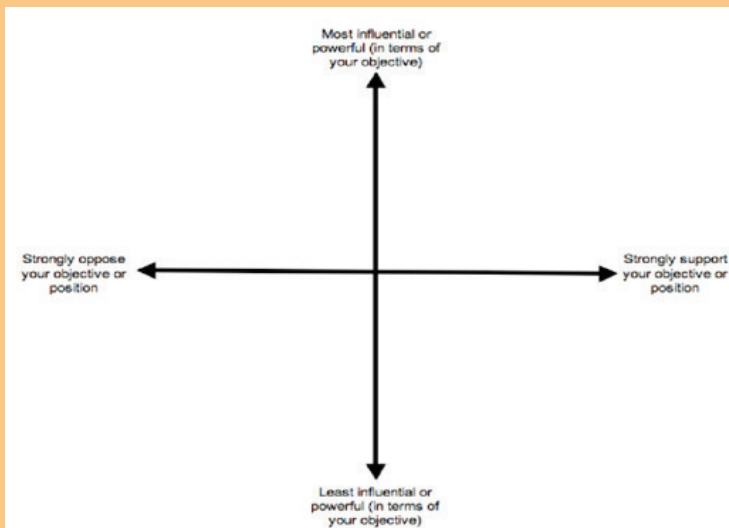 Most influential or
powerful (in terms of
your objective)
Strongly oppose
your objective or
position
Strongly support
your objective or
position
Least influential or
powerful (in terms of
your objective)